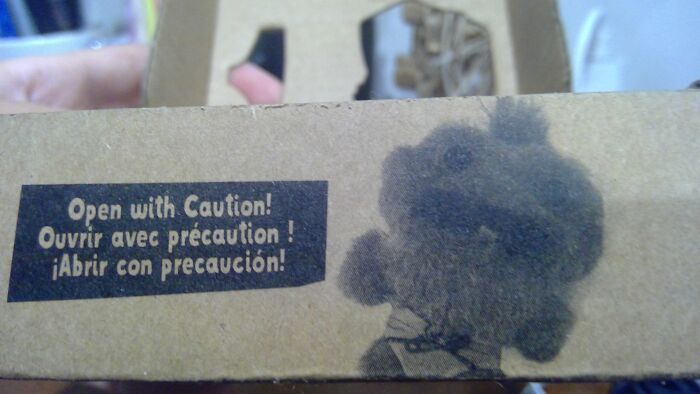 Open with Caution!
Ouvrir avec précaution !
¡Abrir con precaución!